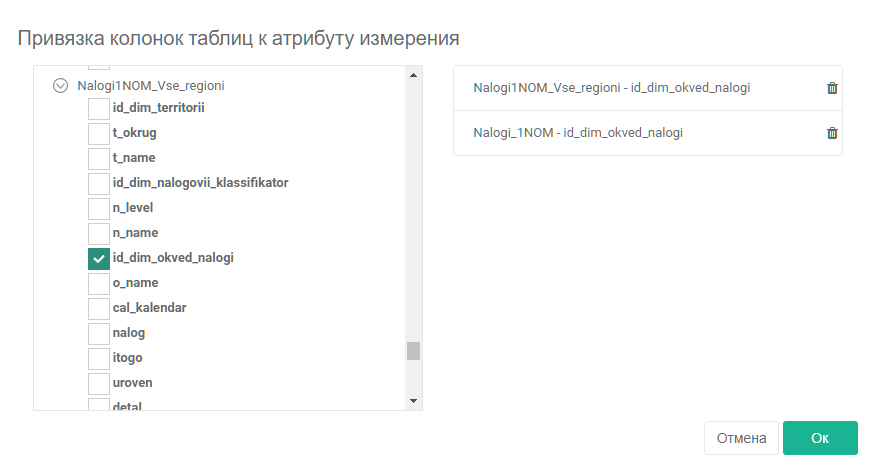 Привязка колонок таблиц к атрибуту измерения
Nalogi1NOM_Vse_regioni
id_dim_territorii
t_okrug
t_name
id_dim_nalogovii_klassifikator
n_level
n_name
id_dim_okved_nalogi
o_name
cal_kalendar
nalog
itogo
uroven
detal
Nalogi1NOM_Vse_regioni - id_dim_okved_nalogi
Nalogi_1NOM - id_dim_okved_nalogi
Отмена
Ок